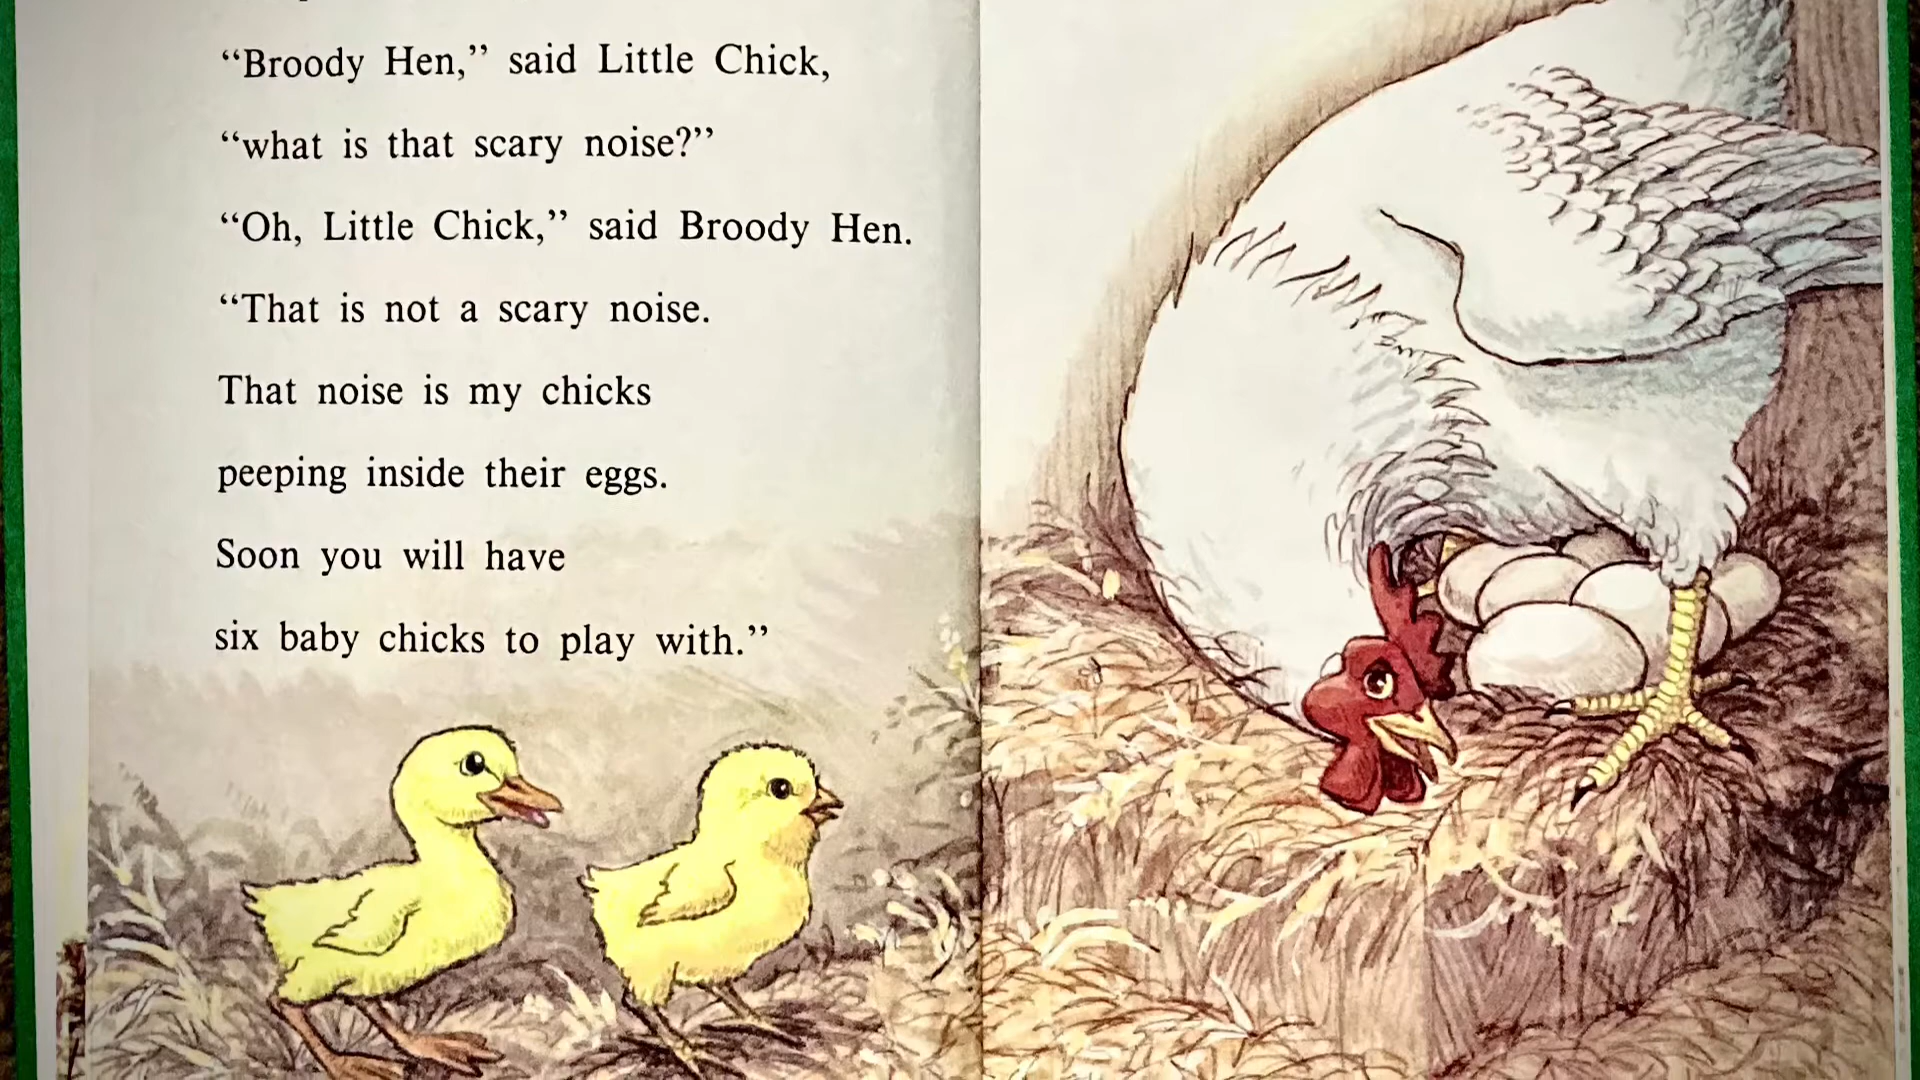 “Broody Hen,” said Little Chick,
“what is that scary noise?”
“Oh, Little Chick,” said Broody Hen.
“That is not a scary noise.
That noise is my chicks
peeping inside their eggs.
Soon you will have
six baby chicks to play with.”